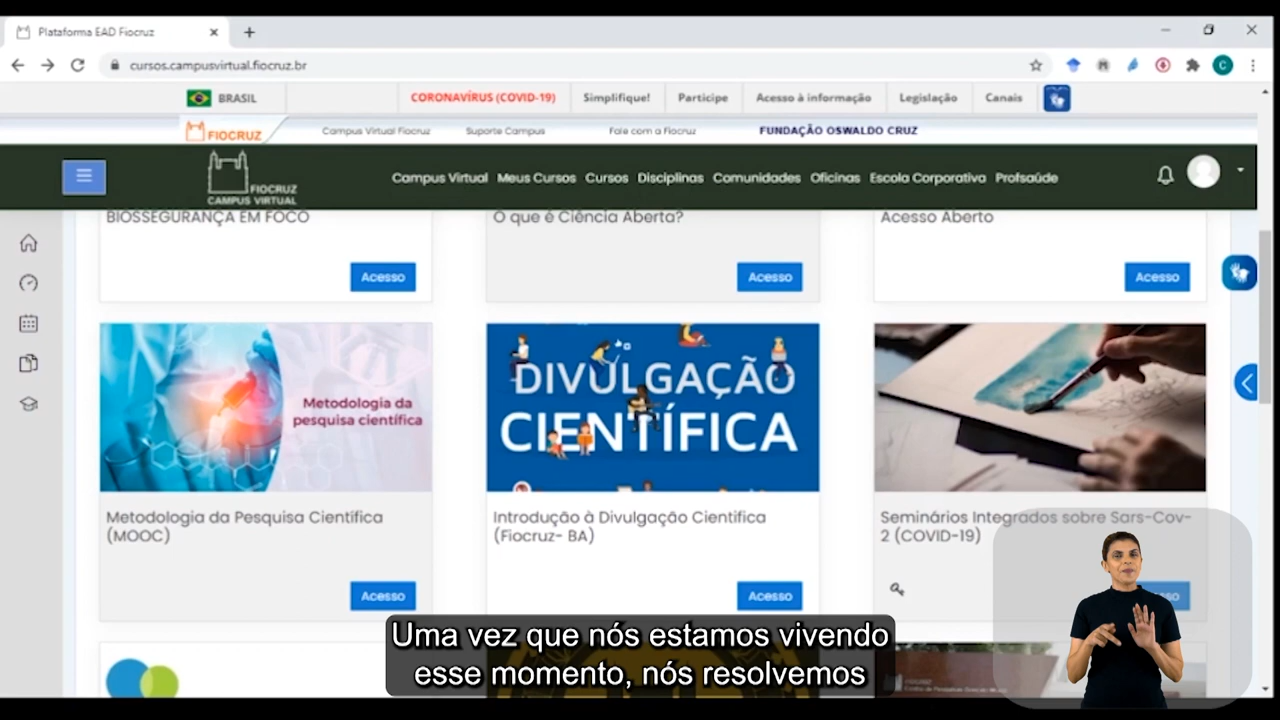 Plataforma EAD Fiocruz
cursos.campusvirtual.fiocruz.br
C
BRASIL
CORONAVÍRUS (COVID-19)
Simplifique!
Participe
Acesso à informação
Legislação
Canais
FIOCRUZ
Campus Virtual Fiocruz
Suporte Campus
Fale com a Fiocruz
FUNDAÇÃO OSWALDO CRUZ
FIOCRUZ
CAMPUS VIRTUAL
Campus Virtual Meus Cursos Cursos Disciplinas Comunidades Oficinas Escola Corporativa Profsaúde
BIOSSEGURANÇA EM FOCO
O que é Ciência Aberta?
Acesso Aberto
Acesso
Acesso
Acesso
Metodologia da
pesquisa científica
DIVULGAÇÃO
CIENTÍFICA
Metodologia da Pesquisa Científica
(MOOC)
Introdução à Divulgação Cientifica
(Fiocruz- BA)
Seminários Integrados sobre Sars-Cov-
2 (COVID-19)
Acesso
Acesso
Uma vez que nós estamos vivendo
esse momento, nós resolvemos